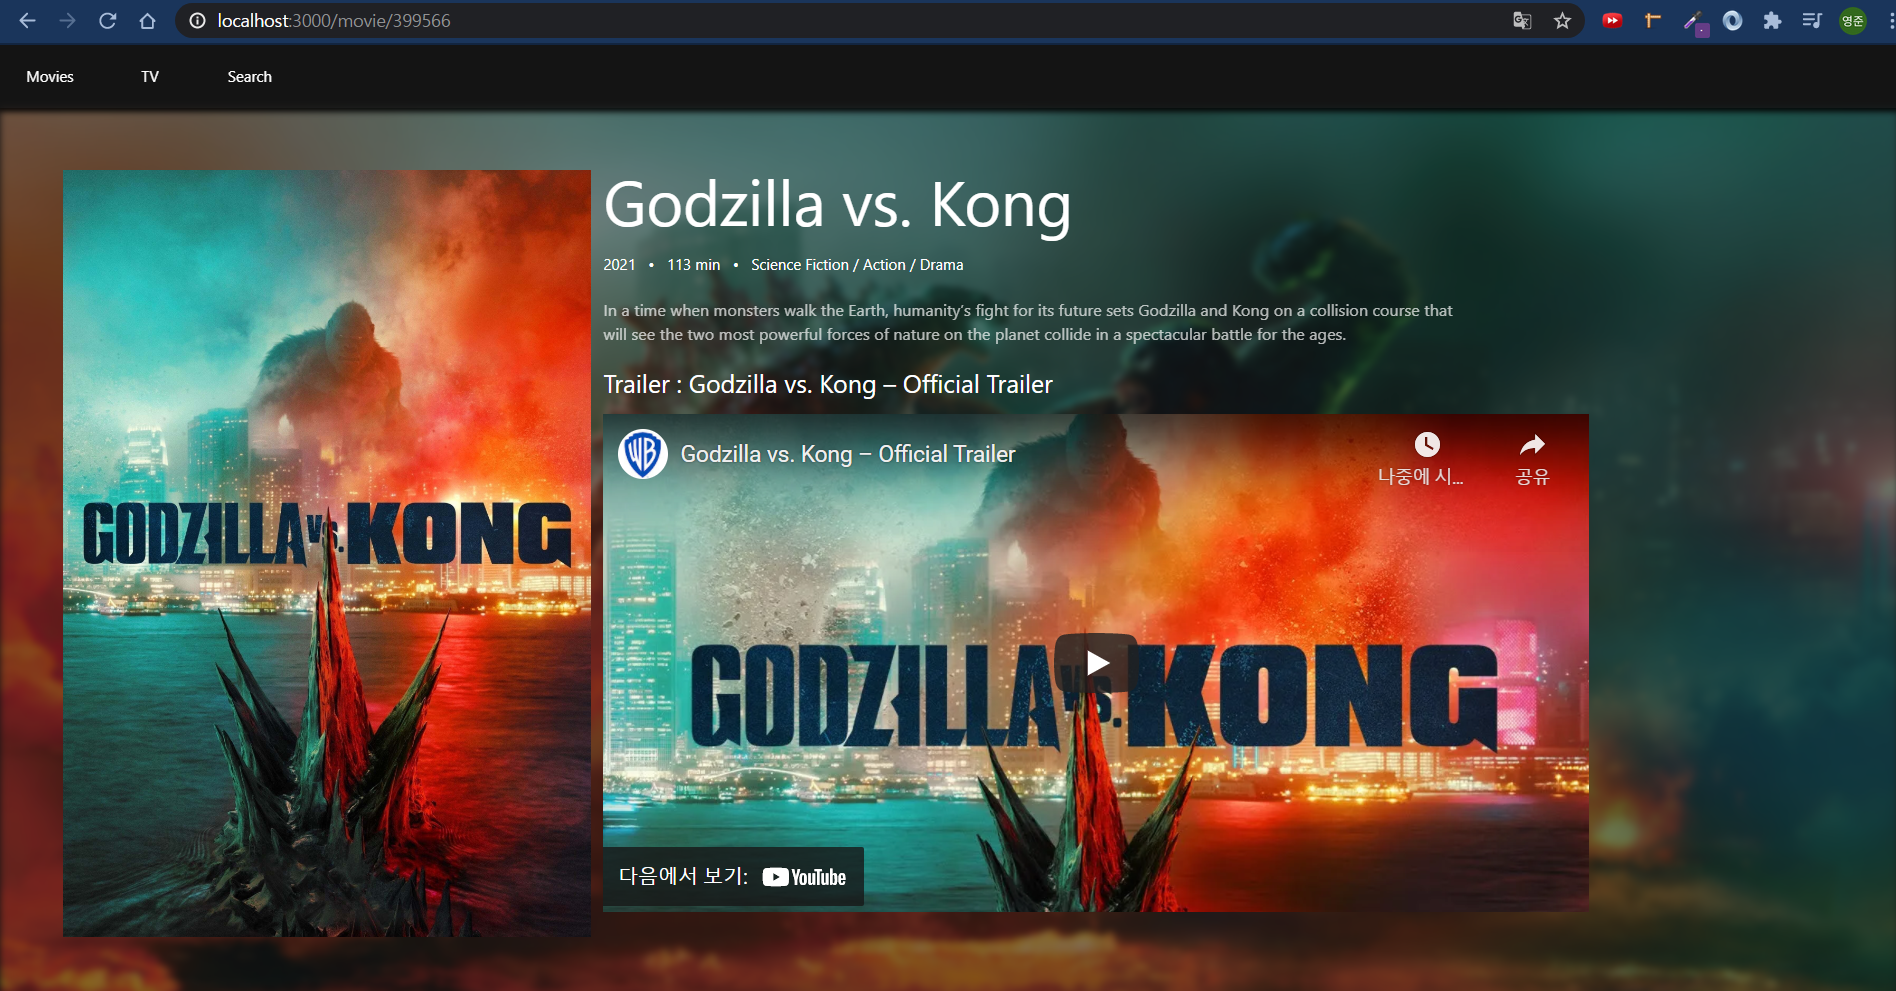 localhost:3000/movie/399566
영준
Movies TV Search
Godzilla vs. Kong
2021 • 113 min • Science Fiction / Action / Drama
In a time when monsters walk the Earth, humanity's fight for its future sets Godzilla and Kong on a collision course that
will see the two most powerful forces of nature on the planet collide in a spectacular battle for the ages.
Trailer : Godzilla vs. Kong – Official Trailer
WB Godzilla vs. Kong – Official Trailer
나중에 시... 공유
GODZILLA VS. KONG
GODZILLA VS. KONG
다음에서 보기: YouTube